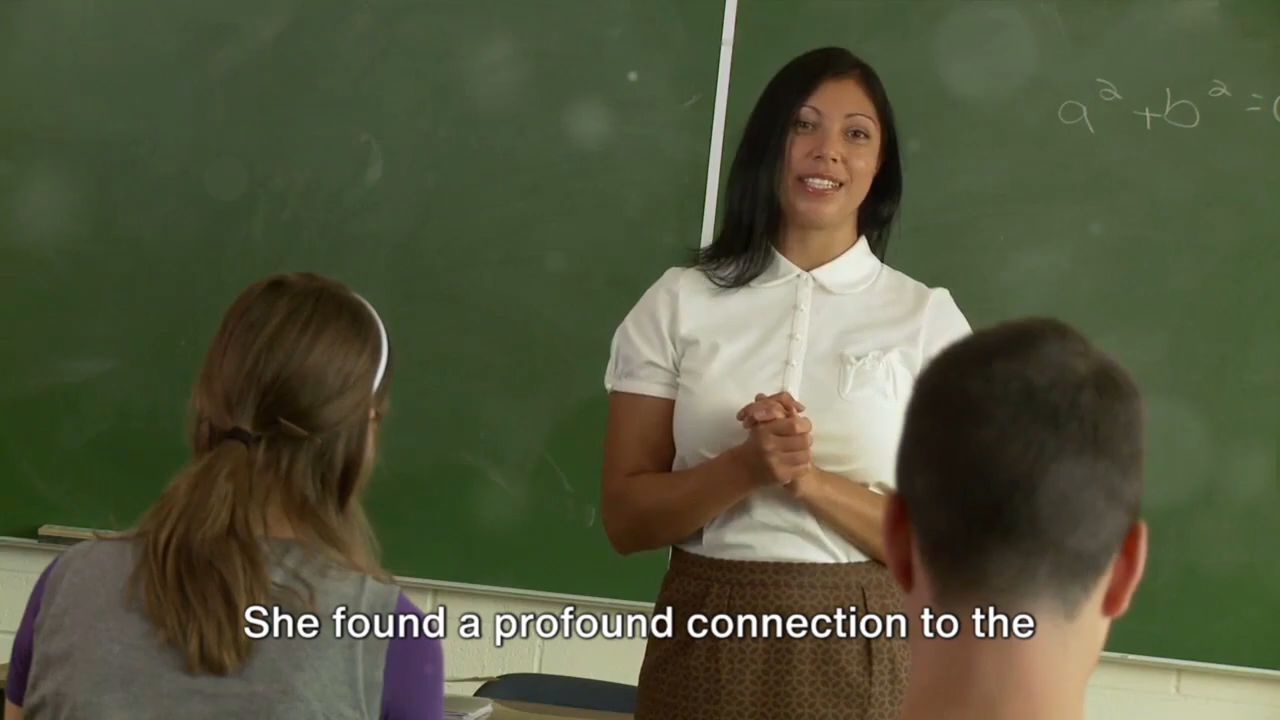 a² + b² =
She found a profound connection to the